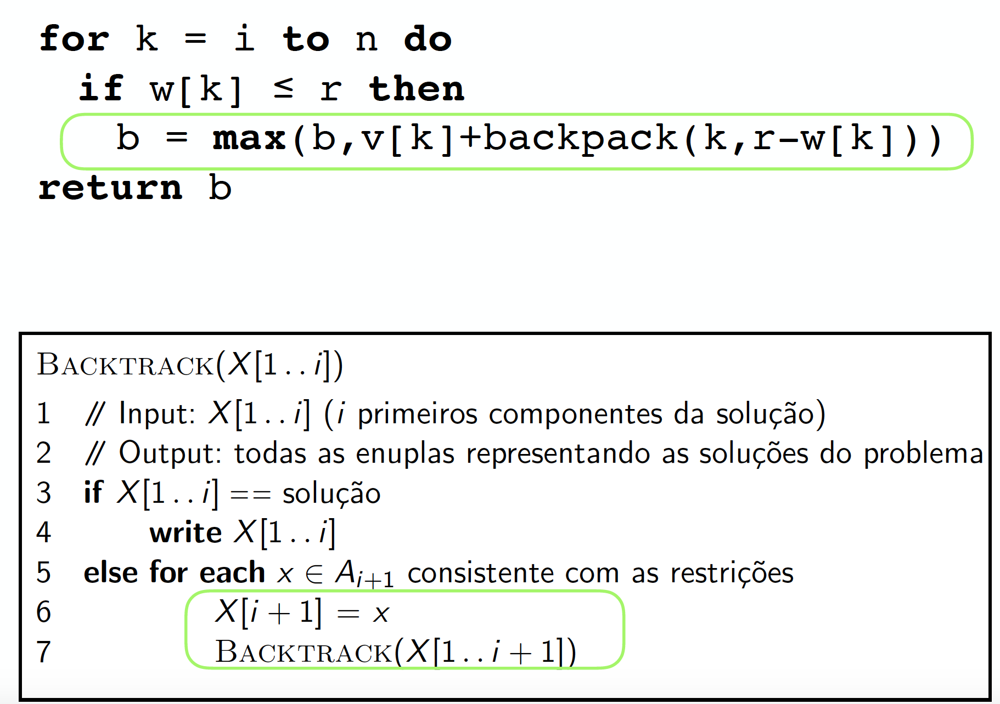 for k = i to n do
if w[k] ≤ r then
b = max(b,v[k]+backpack(k,r-w[k]))
return b
BACKTRACK(X[1 . . i])
1 // Input: X[1 . . i] (i primeiros componentes da solução)
2 // Output: todas as enuplas representando as soluções do problema
3 if X[1 . . i] == solução
4 write X[1 . . i]
5 else for each x ∈ A_{i+1} consistente com as restrições
6 X[i + 1] = x
7 BACKTRACK(X[1 . . i + 1])